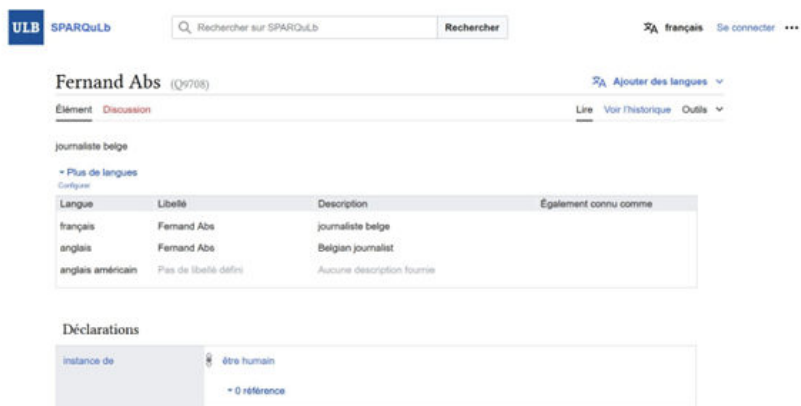 ULB SPARQuLb Rechercher sur SPARQuLb Rechercher français Se connecter
Fernand Abs (Q9708) Ajouter des langues
Élément Discussion Lire Voir l'historique Outils
journaliste belge
Plus de langues
Configurer
Langue Libellé Description Également connu comme
français Fernand Abs journaliste belge
anglais Fernand Abs Belgian journalist
anglais américain Pas de libellé défini Aucune description fournie
Déclarations
instance de être humain
0 référence